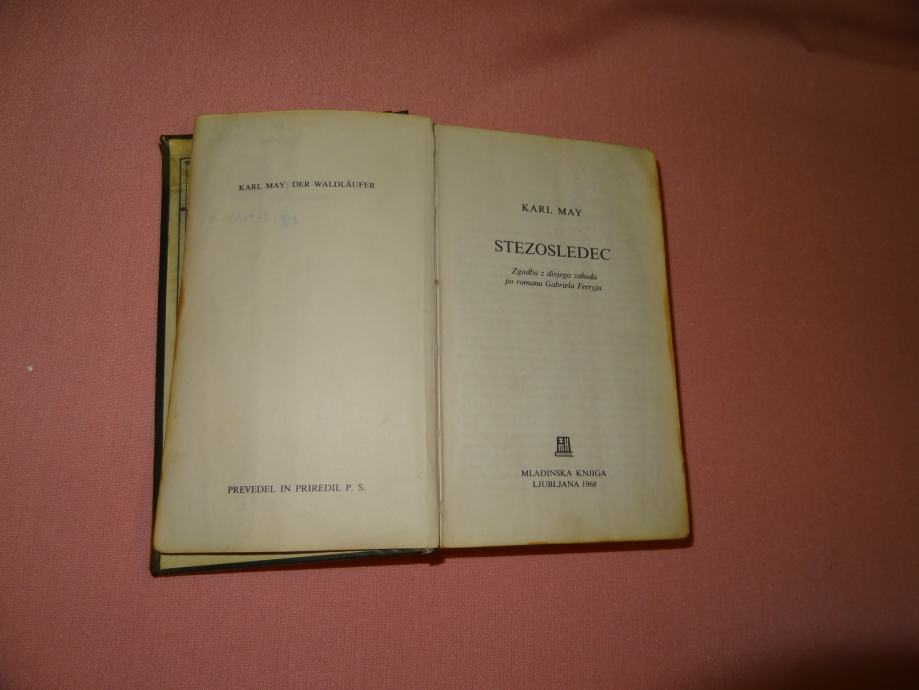 KARL MAY: DER WALDLÄUFER
PREVEDEL IN PRIREDIL P. S.
KARL MAY
STEZOSLEDEC
Zgodba z divjega zahoda
po romanu Gabriela Ferryja
MLADINSKA KNJIGA
LJUBLJANA 1968